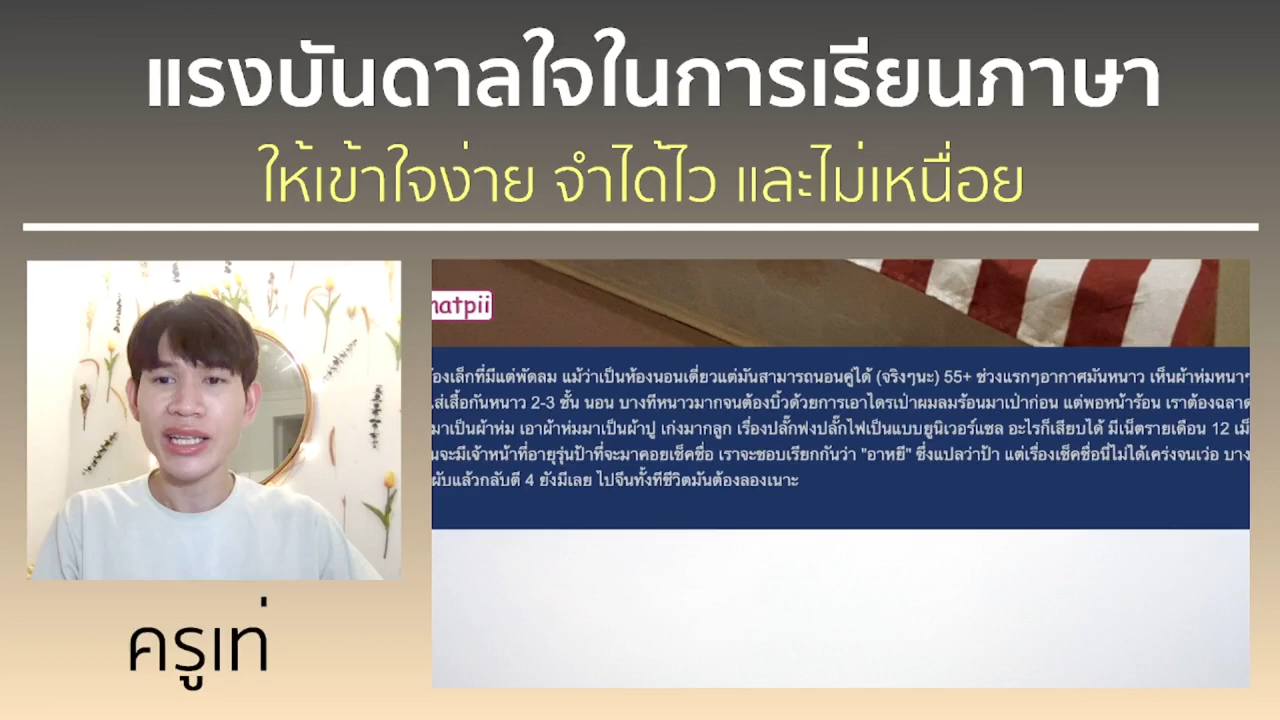 แรงบันดาลใจในการเรียนภาษา
ให้เข้าใจง่าย จำได้ไว และไม่เหนื่อย
natpii
องเล็กที่มีแต่พัดลม แม้ว่าเป็นห้องนอนเดี่ยวแต่มันสามารถนอนคู่ได้ (จริงๆนะ) 55+ ช่วงแรกๆอากาศมันหนาว เห็นผ้าห่มหนาๆ
ใส่เสื้อกันหนาว 2-3 ชั้น นอน บางทีหนาวมากจนต้องบิ้วด้วยการเอาไดรเป่าผมลมร้อนมาเป่าก่อน แต่พอหน้าร้อน เราต้องฉลาด
มาเป็นผ้าห่ม เอาผ้าห่มมาเป็นผ้าปู เก่งมากลูก เรื่องปลั๊กพงปลั๊กไฟเป็นแบบยูนิเวอร์แซล อะไรก็เสียบได้ มีเน็ตรายเดือน 12 เม็
นจะมีเจ้าหน้าที่อายุรุ่นป้าที่จะมาคอยเช็คชื่อ เราจะชอบเรียกกันว่า "อาหยี" ซึ่งแปลว่าป้า แต่เรื่องเช็คชื่อนี่ไม่ได้เคร่งจนเว่อ บาง
ผับแล้วกลับตี 4 ยังมีเลย ไปจีนทั้งทีชีวิตมันต้องลองเนาะ
ครูเท่